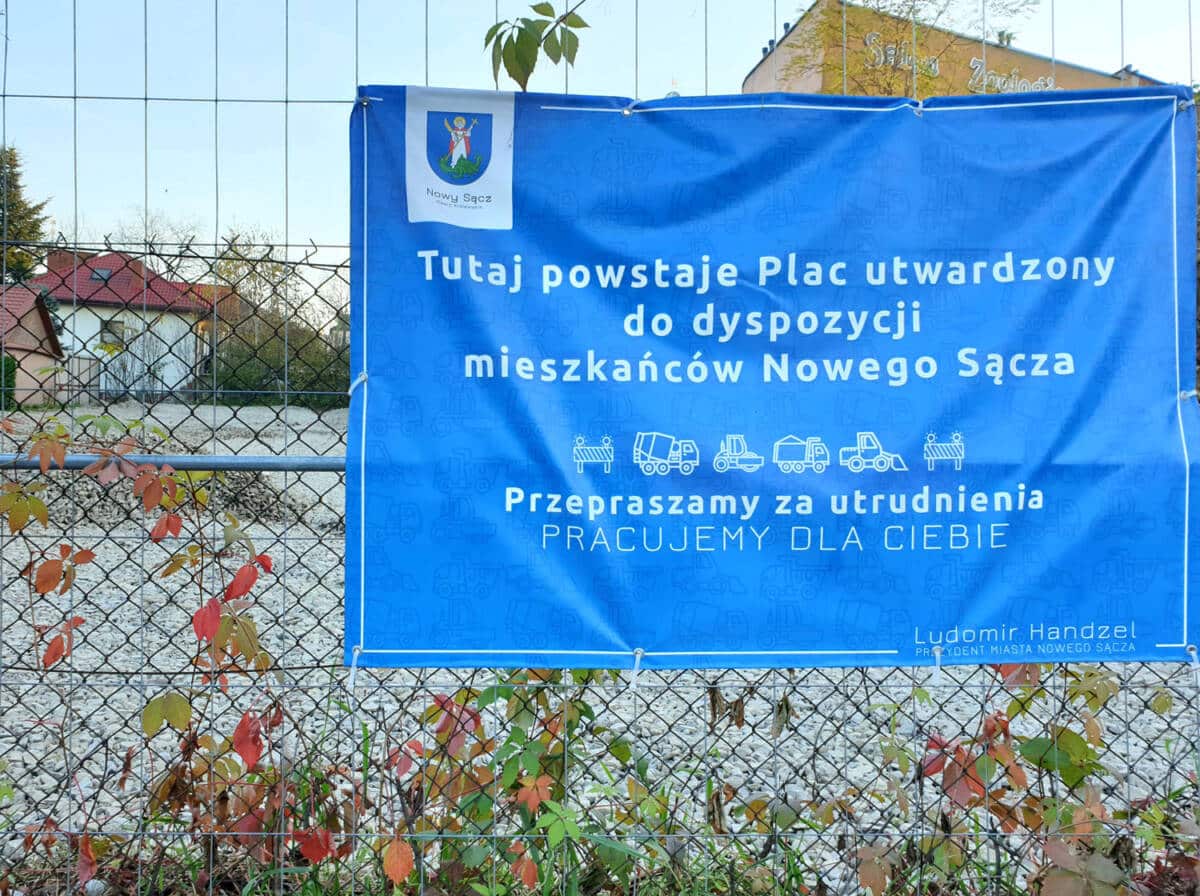 Nowy Sącz
Tutaj powstaje Plac utwardzony
do dyspozycji
mieszkańców Nowego Sącza
Przepraszamy za utrudnienia
PRACUJEMY DLA CIEBIE
Ludomir Handzel
PREZYDENT MIASTA NOWEGO SĄCZA